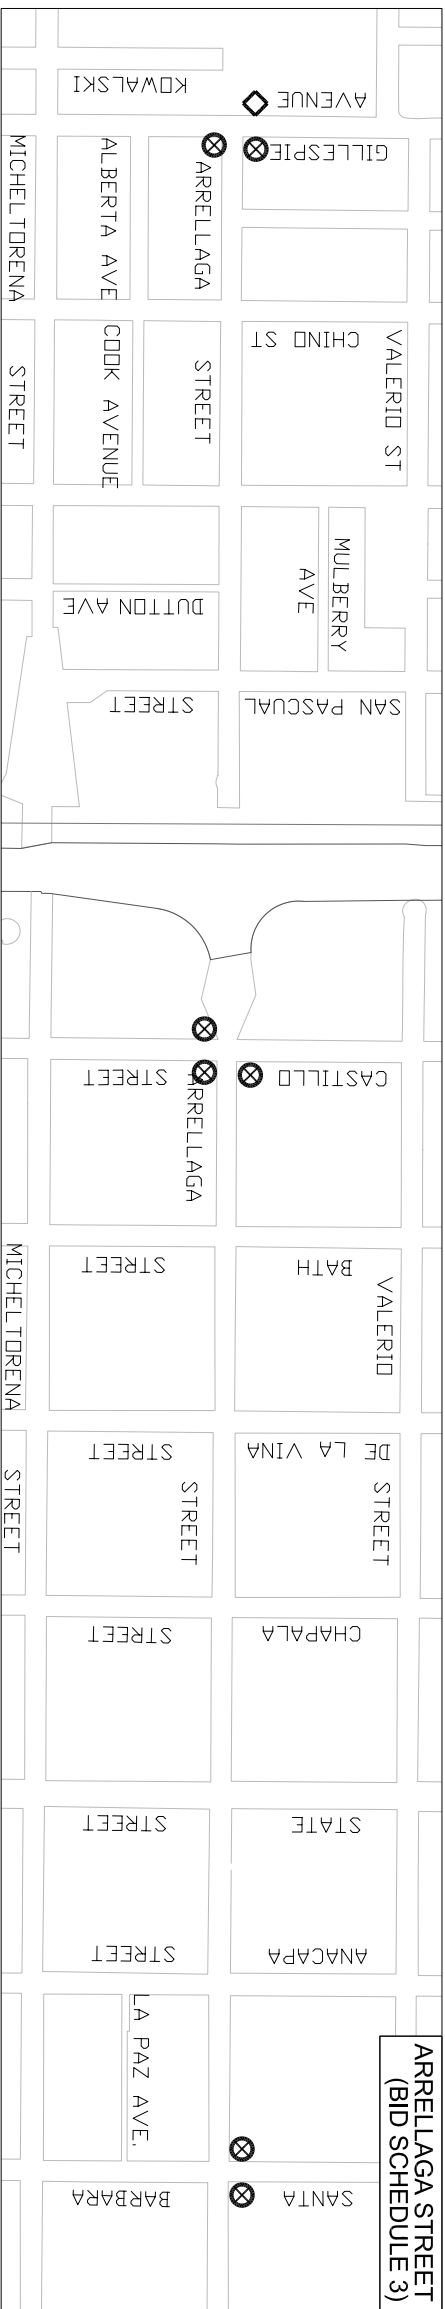 KOWALSKI
AVENUE
GILLESPIE
MICHELTORENA
ALBERTA AVE
ARRELLAGA
STREET
COOK AVENUE
STREET
CHINO ST
VALERIO ST
MULBERRY
AVE
DUTTON AVE
STREET
SAN PASCUAL
STREET
CASTILLO
ARRELLAGA
STREET
BATH
VALERIO
MICHELTORENA
STREET
DE LA VINA
STREET
STREET
STREET
STREET
CHAPALA
STREET
STATE
STREET
ANACAPA
LA PAZ AVE.
BARBARA
SANTA
ARRELLAGA STREET
(BID SCHEDULE 3)